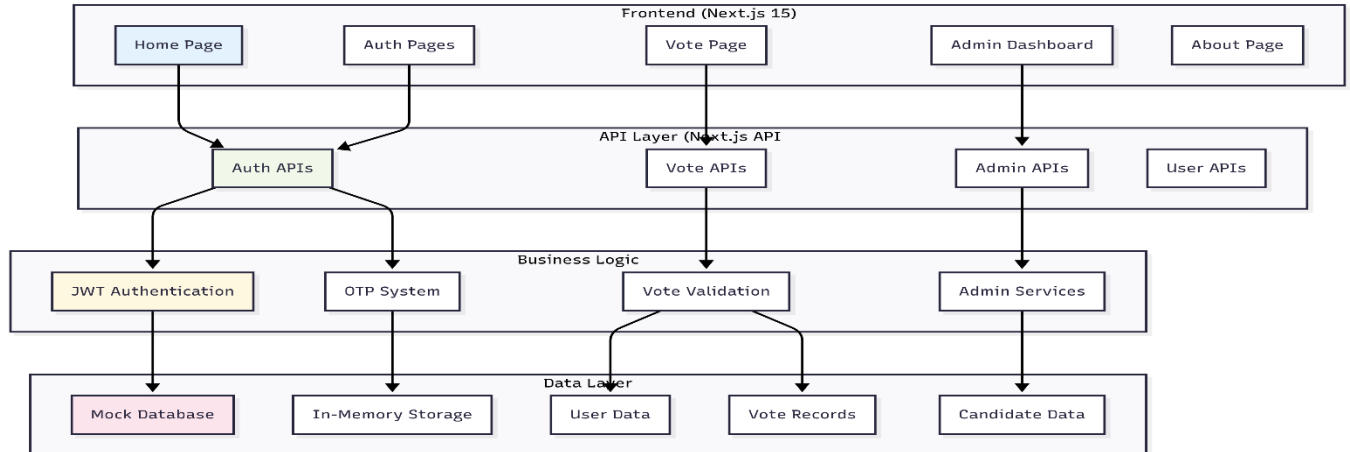 Frontend (Next.js 15)
Home Page
Auth Pages
Vote Page
Admin Dashboard
About Page
API Layer (Next.js API
Auth APIs
Vote APIs
Admin APIs
User APIs
Business Logic
JWT Authentication
OTP System
Vote Validation
Admin Services
Data Layer
Mock Database
In-Memory Storage
User Data
Vote Records
Candidate Data